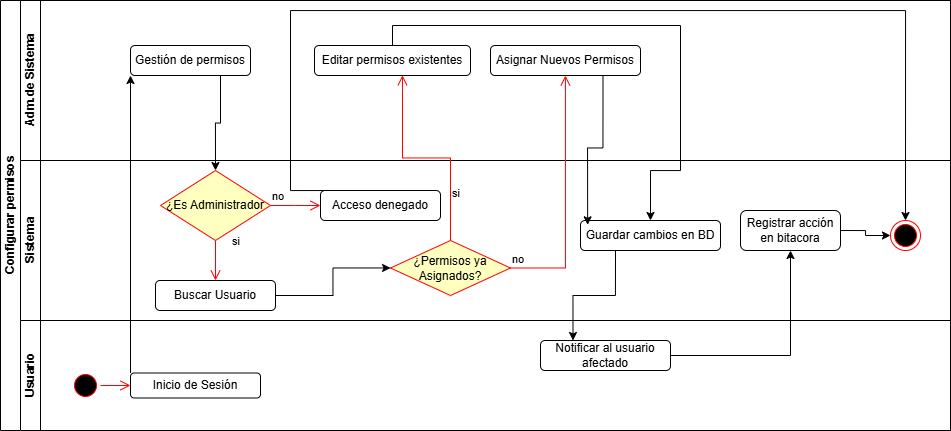 Configurar permisos
Adm.de Sistema
Gestión de permisos
Editar permisos existentes
Asignar Nuevos Permisos
Sistema
¿Es Administrador
no
Acceso denegado
si
si
Buscar Usuario
¿Permisos ya
Asignados?
no
Guardar cambios en BD
Registrar acción
en bitacora
Usuario
Inicio de Sesión
Notificar al usuario
afectado